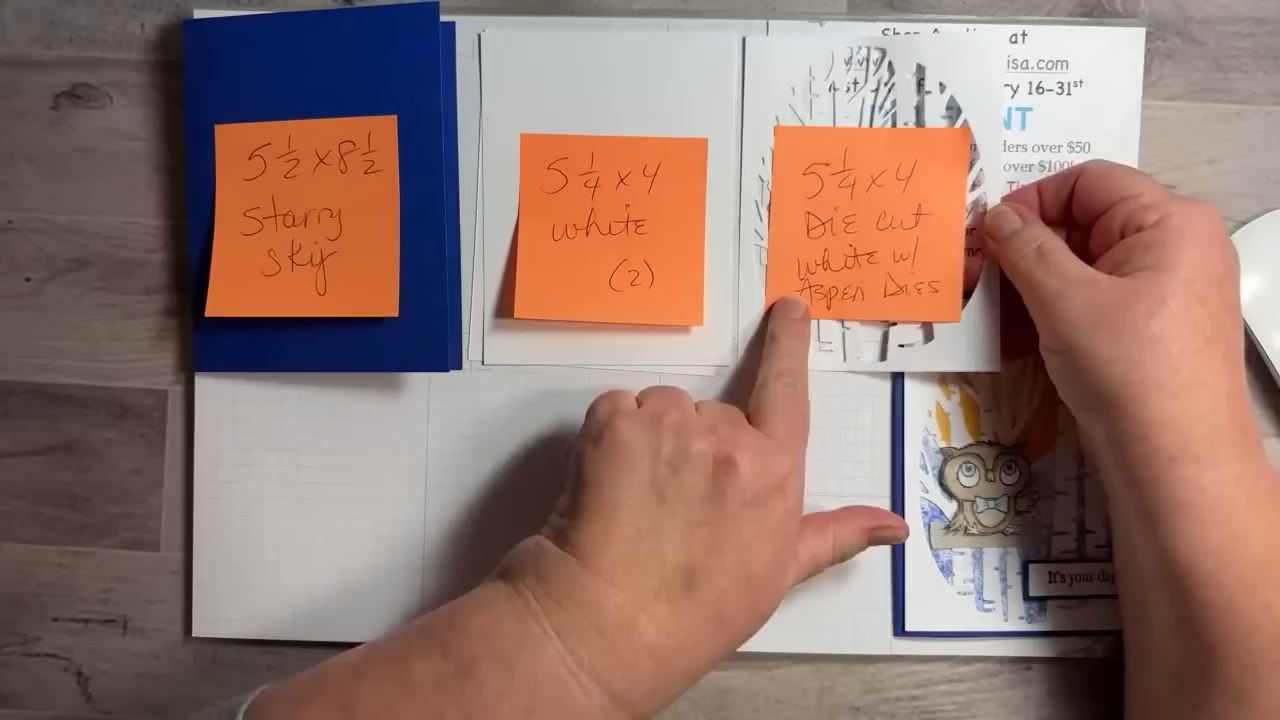 5 1/2 x 8 1/2
Starry
Sky
5 1/4 x 4
white
(2)
5 1/4 x 4
Die cut
white w/
Aspen Dies
at
isa.com
ry 16-31st
NT
ders over $50
over $100
It's your day